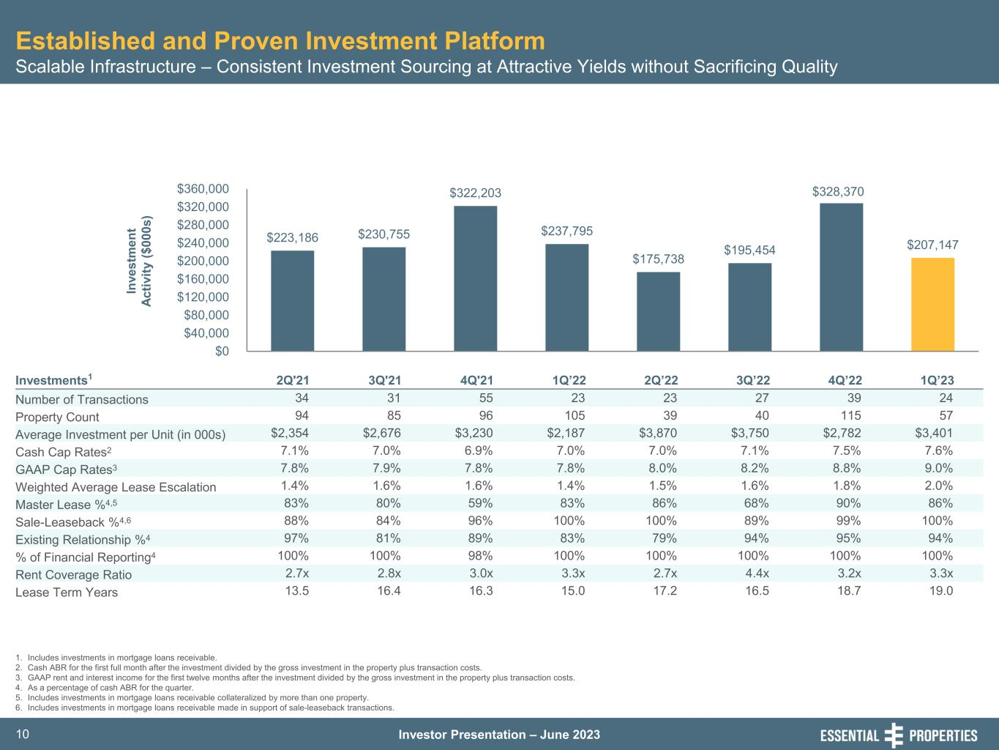 Established and Proven Investment Platform
Scalable Infrastructure – Consistent Investment Sourcing at Attractive Yields without Sacrificing Quality
Investment
Activity ($000s)
$360,000
$320,000
$280,000
$240,000
$200,000
$160,000
$120,000
$80,000
$40,000
$0
$223,186
$230,755
$322,203
$237,795
$175,738
$195,454
$328,370
$207,147
Investments1 2Q'21 3Q'21 4Q'21 1Q’22 2Q’22 3Q’22 4Q’22 1Q’23
Number of Transactions 34 31 55 23 23 27 39 24
Property Count 94 85 96 105 39 40 115 57
Average Investment per Unit (in 000s) $2,354 $2,676 $3,230 $2,187 $3,870 $3,750 $2,782 $3,401
Cash Cap Rates2 7.1% 7.0% 6.9% 7.0% 7.0% 7.1% 7.5% 7.6%
GAAP Cap Rates3 7.8% 7.9% 7.8% 7.8% 8.0% 8.2% 8.8% 9.0%
Weighted Average Lease Escalation 1.4% 1.6% 1.6% 1.4% 1.5% 1.6% 1.8% 2.0%
Master Lease %4,5 83% 80% 59% 83% 86% 68% 90% 86%
Sale-Leaseback %4,6 88% 84% 96% 100% 100% 89% 99% 100%
Existing Relationship %4 97% 81% 89% 83% 79% 94% 95% 94%
% of Financial Reporting4 100% 100% 98% 100% 100% 100% 100% 100%
Rent Coverage Ratio 2.7x 2.8x 3.0x 3.3x 2.7x 4.4x 3.2x 3.3x
Lease Term Years 13.5 16.4 16.3 15.0 17.2 16.5 18.7 19.0
1. Includes investments in mortgage loans receivable.
2. Cash ABR for the first full month after the investment divided by the gross investment in the property plus transaction costs.
3. GAAP rent and interest income for the first twelve months after the investment divided by the gross investment in the property plus transaction costs.
4. As a percentage of cash ABR for the quarter.
5. Includes investments in mortgage loans receivable collateralized by more than one property.
6. Includes investments in mortgage loans receivable made in support of sale-leaseback transactions.
10 Investor Presentation – June 2023 ESSENTIAL PROPERTIES